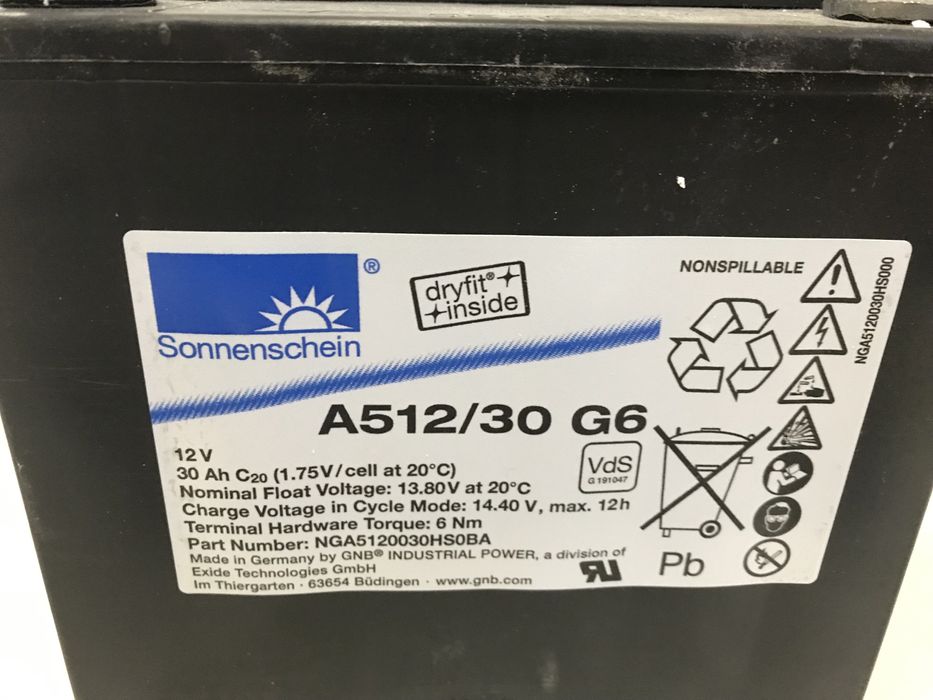 Sonnenschein ®
dryfit®
inside
NONSPILLABLE
NGA5120030HS000
A512/30 G6
12 V
30 Ah C20 (1.75V/cell at 20°C)
Nominal Float Voltage: 13.80V at 20°C
Charge Voltage in Cycle Mode: 14.40 V, max. 12h
Terminal Hardware Torque: 6 Nm
Part Number: NGA5120030HS0BA
Made in Germany by GNB® INDUSTRIAL POWER, a division of
Exide Technologies GmbH
Im Thiergarten · 63654 Büdingen · www.gnb.com
VdS
G 191047
RU
Pb